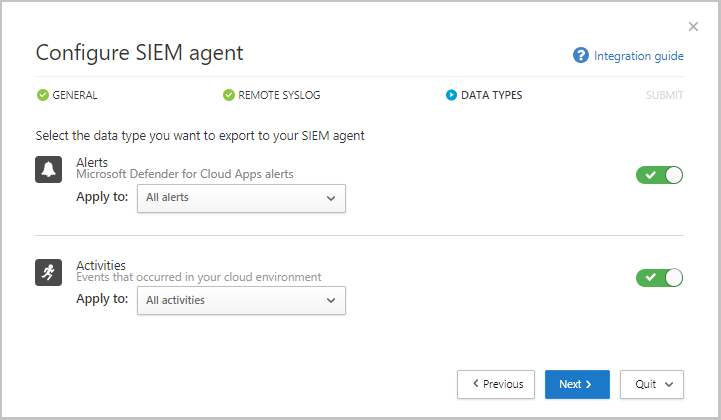 Configure SIEM agent
Integration guide
GENERAL
REMOTE SYSLOG
DATA TYPES
SUBMIT
Select the data type you want to export to your SIEM agent
Alerts
Microsoft Defender for Cloud Apps alerts
Apply to: All alerts
Activities
Events that occurred in your cloud environment
Apply to: All activities
Previous
Next
Quit